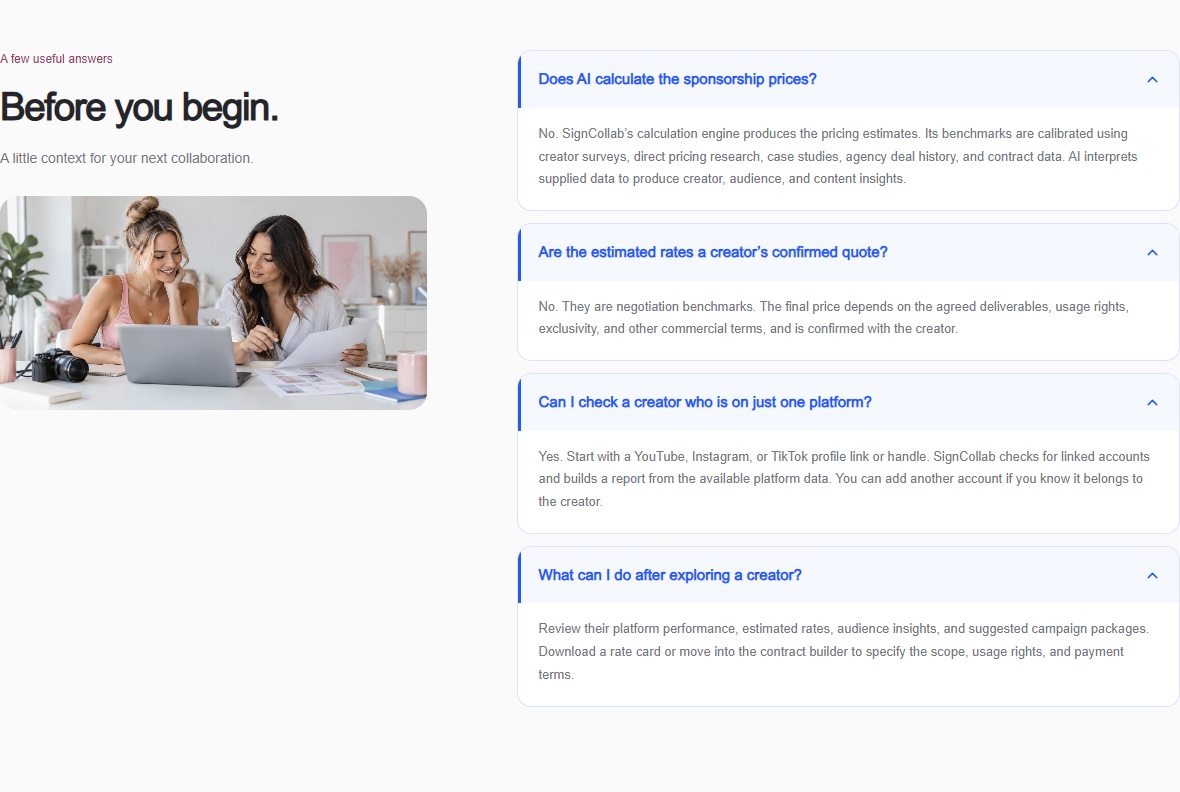 A few useful answers
Before you begin.
A little context for your next collaboration.
Does AI calculate the sponsorship prices?
No. SignCollab’s calculation engine produces the pricing estimates. Its benchmarks are calibrated using
creator surveys, direct pricing research, case studies, agency deal history, and contract data. AI interprets
supplied data to produce creator, audience, and content insights.
Are the estimated rates a creator’s confirmed quote?
No. They are negotiation benchmarks. The final price depends on the agreed deliverables, usage rights,
exclusivity, and other commercial terms, and is confirmed with the creator.
Can I check a creator who is on just one platform?
Yes. Start with a YouTube, Instagram, or TikTok profile link or handle. SignCollab checks for linked accounts
and builds a report from the available platform data. You can add another account if you know it belongs to
the creator.
What can I do after exploring a creator?
Review their platform performance, estimated rates, audience insights, and suggested campaign packages.
Download a rate card or move into the contract builder to specify the scope, usage rights, and payment
terms.